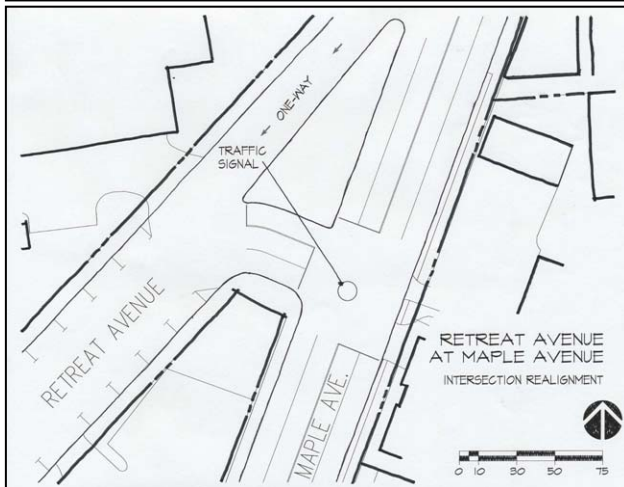 ONE-WAY
TRAFFIC
SIGNAL
RETREAT AVENUE
MAPLE AVE.
RETREAT AVENUE
AT MAPLE AVENUE
INTERSECTION REALIGNMENT
0 10 30 50 75